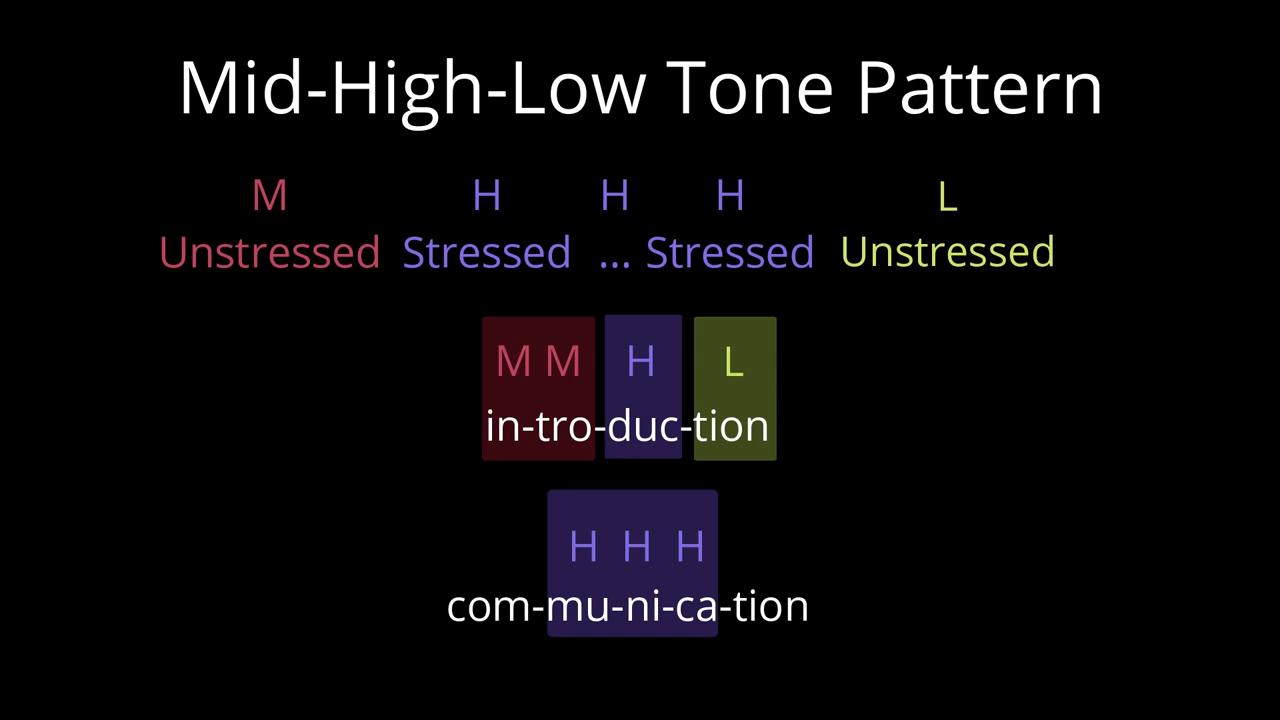 Mid-High-Low Tone Pattern
M H H H L
Unstressed Stressed ... Stressed Unstressed
M M H L
in-tro-duc-tion
H H H
com-mu-ni-ca-tion